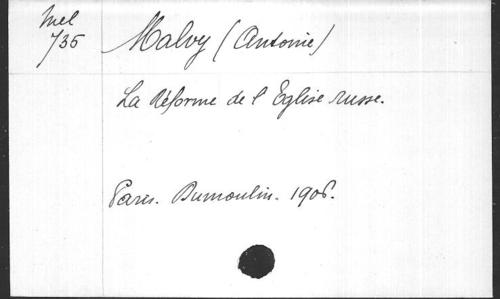 Mel
735
Malvy (Antoine)
La Réforme de l'Eglise russe.
Paris. Dumoulin. 1906.